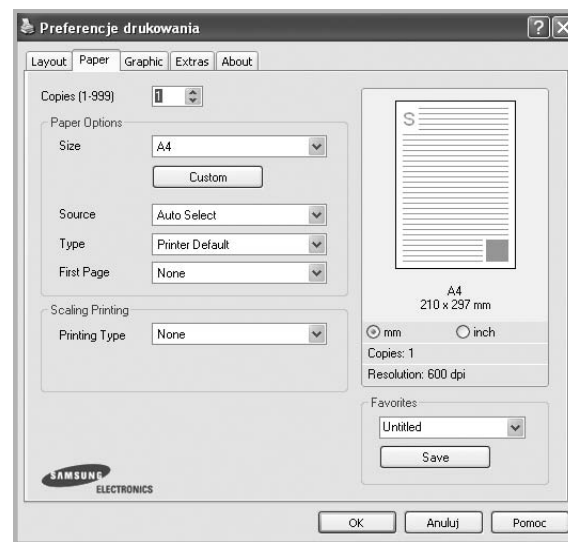 Preferencje drukowania
Layout Paper Graphic Extras About
Copies (1-999) 1
Paper Options
Size A4
Custom
Source Auto Select
Type Printer Default
First Page None
Scaling Printing
Printing Type None
S
A4
210 x 297 mm
mm inch
Copies: 1
Resolution: 600 dpi
Favorites
Untitled
Save
SAMSUNG
ELECTRONICS
OK Anuluj Pomoc